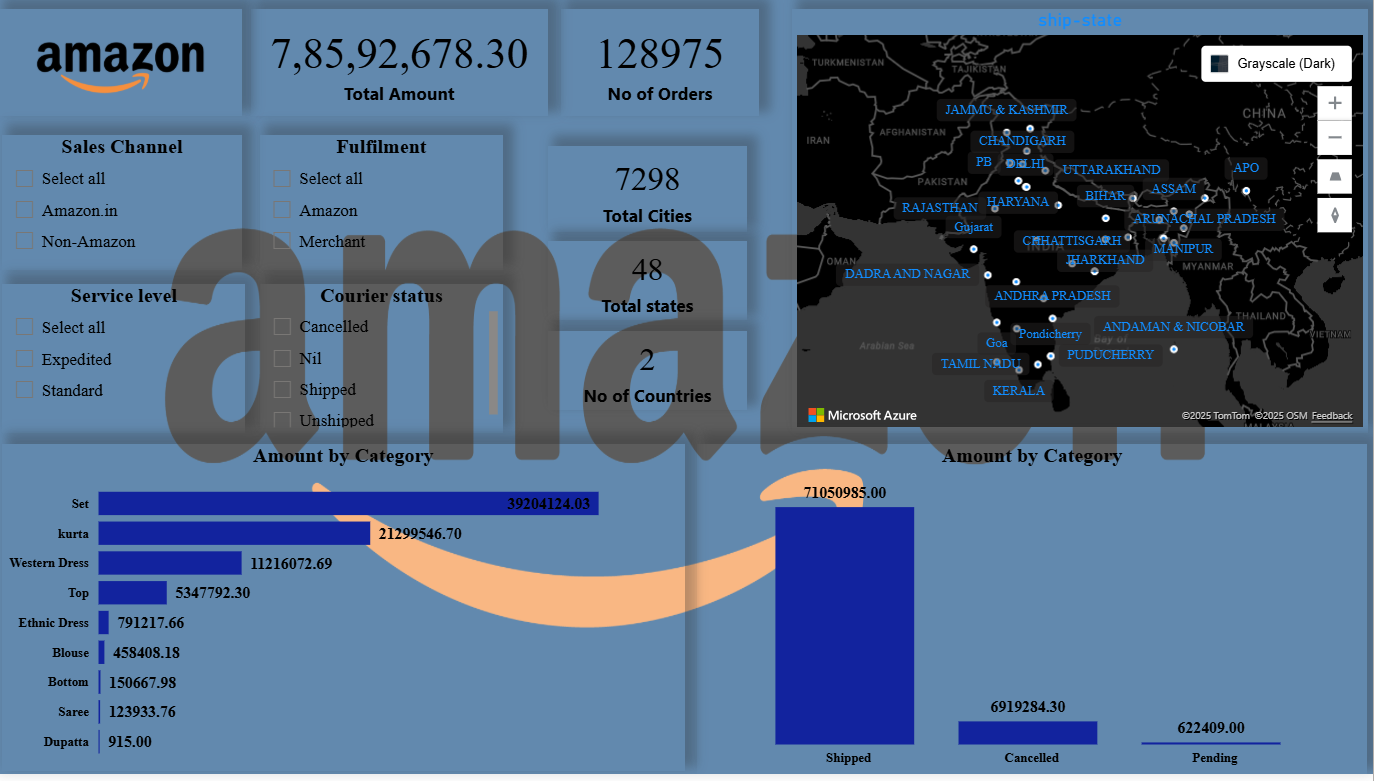 amazon
7,85,92,678.30
Total Amount
128975
No of Orders
Sales Channel
Select all
Amazon.in
Non-Amazon
Fulfilment
Select all
Amazon
Merchant
Service level
Select all
Expedited
Standard
Courier status
Cancelled
Nil
Shipped
Unshipped
7298
Total Cities
48
Total states
2
No of Countries
ship-state
Grayscale (Dark)
TURKMENISTAN
TAJIKISTAN
JAMMU & KASHMIR
CHINA
AFGHANISTAN
IRAN
CHANDIGARH
PB
DELHI
UTTARAKHAND
APO
PAKISTAN
ASSAM
BIHAR
HARYANA
RAJASTHAN
ARUNACHAL PRADESH
Gujarat
CHHATTISGARH
INDIA
MANIPUR
OMAN
JHARKHAND
MYANMAR
DADRA AND NAGAR
ANDHRA PRADESH
THAILAND
ANDAMAN & NICOBAR
Pondicherry
VIETNAM
Goa
Bay of
Arabian Sea
PUDUCHERRY
TAMIL NADU
KERALA
Microsoft Azure
©2025 TomTom ©2025 OSM Feedback
MALAYSIA
amazon
Amount by Category
Set 39204124.03
kurta 21299546.70
Western Dress 11216072.69
Top 5347792.30
Ethnic Dress 791217.66
Blouse 458408.18
Bottom 150667.98
Saree 123933.76
Dupatta 915.00
Amount by Category
71050985.00
6919284.30
622409.00
Shipped Cancelled Pending